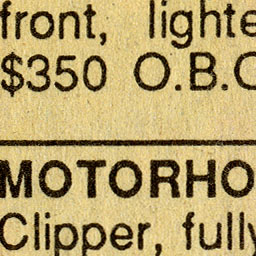 front, lighte
$350 O.B.O
MOTORHO
Clipper, fully